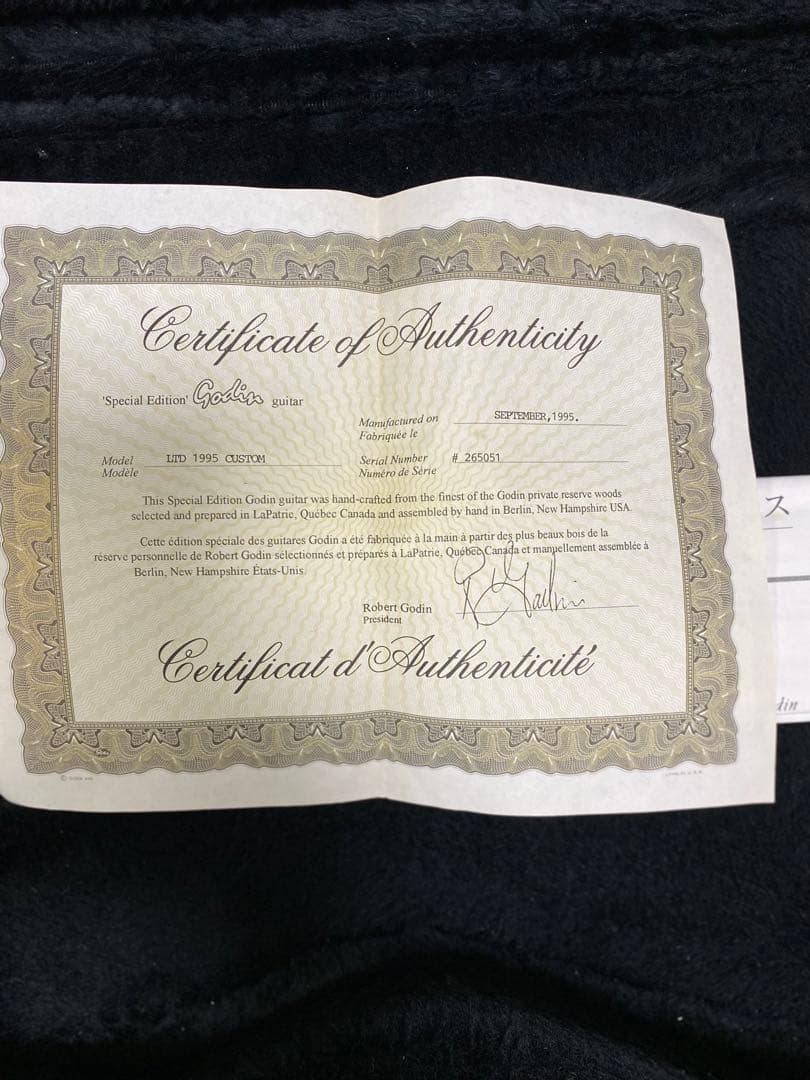 Certificate of Authenticity
'Special Edition' Godin guitar
Manufactured on SEPTEMBER, 1995.
Fabriquée le
Model LTD 1995 CUSTOM
Modèle
Serial Number # 265051
Numéro de Série
This Special Edition Godin guitar was hand-crafted from the finest of the Godin private reserve woods
selected and prepared in LaPatrie, Québec Canada and assembled by hand in Berlin, New Hampshire USA.
Cette édition spéciale des guitares Godin a été fabriquée à la main à partir des plus beaux bois de la
réserve personnelle de Robert Godin sélectionnés et préparés à LaPatrie, Québec Canada et manuellement assemblée à
Berlin, New Hampshire États-Unis.
R Godin
Robert Godin
President
Certificat d'Authenticité
ス
din